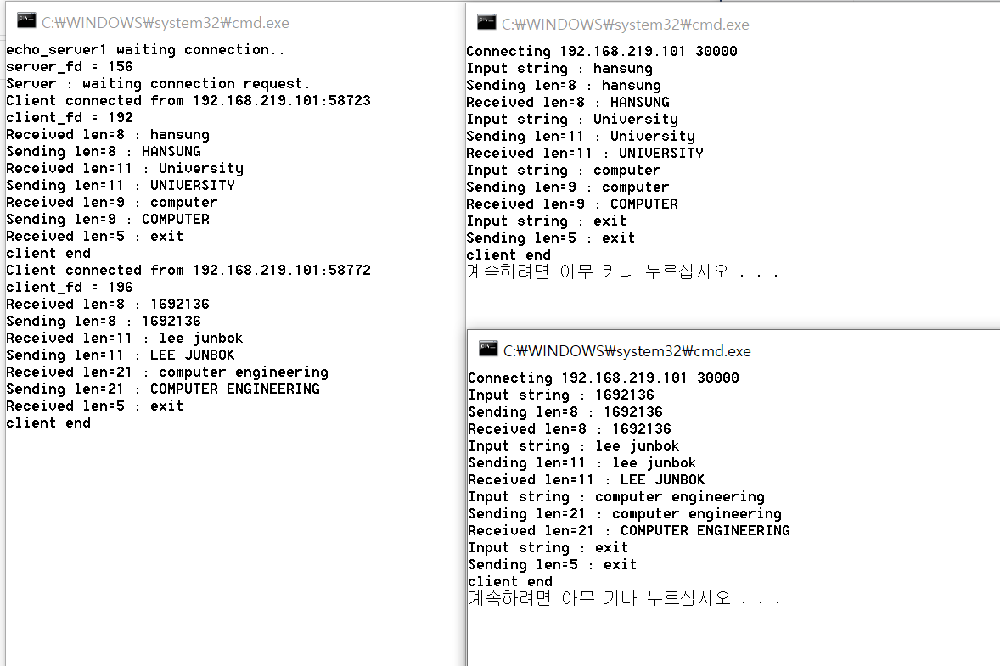 C:₩WINDOWS₩system32₩cmd.exe
echo_server1 waiting connection..
server_fd = 156
Server : waiting connection request.
Client connected from 192.168.219.101:58723
client_fd = 192
Received len=8 : hansung
Sending len=8 : HANSUNG
Received len=11 : University
Sending len=11 : UNIVERSITY
Received len=9 : computer
Sending len=9 : COMPUTER
Received len=5 : exit
client end
Client connected from 192.168.219.101:58772
client_fd = 196
Received len=8 : 1692136
Sending len=8 : 1692136
Received len=11 : lee junbok
Sending len=11 : LEE JUNBOK
Received len=21 : computer engineering
Sending len=21 : COMPUTER ENGINEERING
Received len=5 : exit
client end
C:₩WINDOWS₩system32₩cmd.exe
Connecting 192.168.219.101 30000
Input string : hansung
Sending len=8 : hansung
Received len=8 : HANSUNG
Input string : University
Sending len=11 : University
Received len=11 : UNIVERSITY
Input string : computer
Sending len=9 : computer
Received len=9 : COMPUTER
Input string : exit
Sending len=5 : exit
client end
계속하려면 아무 키나 누르십시오 . . .
C:₩WINDOWS₩system32₩cmd.exe
Connecting 192.168.219.101 30000
Input string : 1692136
Sending len=8 : 1692136
Received len=8 : 1692136
Input string : lee junbok
Sending len=11 : lee junbok
Received len=11 : LEE JUNBOK
Input string : computer engineering
Sending len=21 : computer engineering
Received len=21 : COMPUTER ENGINEERING
Input string : exit
Sending len=5 : exit
client end
계속하려면 아무 키나 누르십시오 . . .